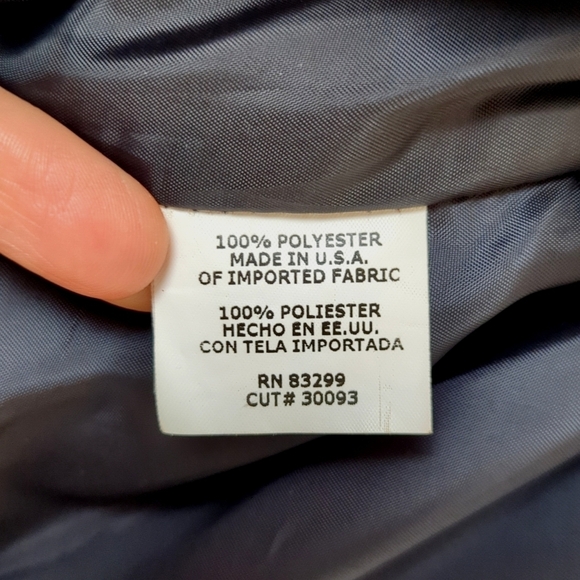 100% POLYESTER
MADE IN U.S.A.
OF IMPORTED FABRIC
100% POLIESTER
HECHO EN EE.UU.
CON TELA IMPORTADA
RN 83299
CUT# 30093